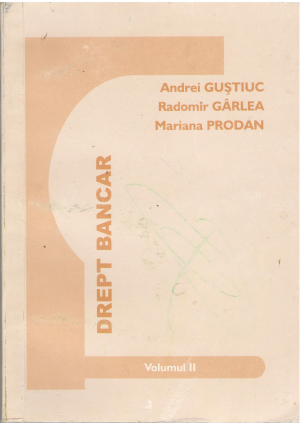 Andrei GUŞTIUC
Radomir GÂRLEA
Mariana PRODAN
DREPT BANCAR
Volumul II